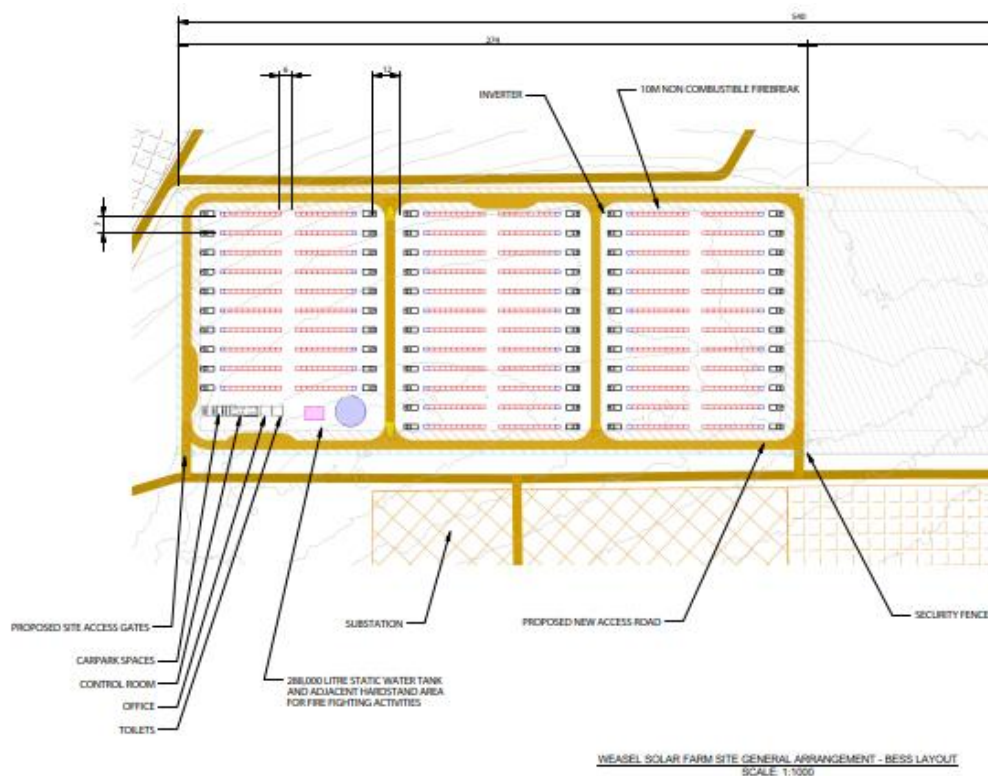 540
274
6
12
INVERTER
10M NON COMBUSTIBLE FIREBREAK
SUBSTATION
PROPOSED NEW ACCESS ROAD
SECURITY FENCE
PROPOSED SITE ACCESS GATES
CARPARK SPACES
CONTROL ROOM
OFFICE
TOILETS
288,000 LITRE STATIC WATER TANK
AND ADJACENT HARDSTAND AREA
FOR FIRE FIGHTING ACTIVITIES
WEASEL SOLAR FARM SITE GENERAL ARRANGEMENT - BESS LAYOUT
SCALE: 1:1000